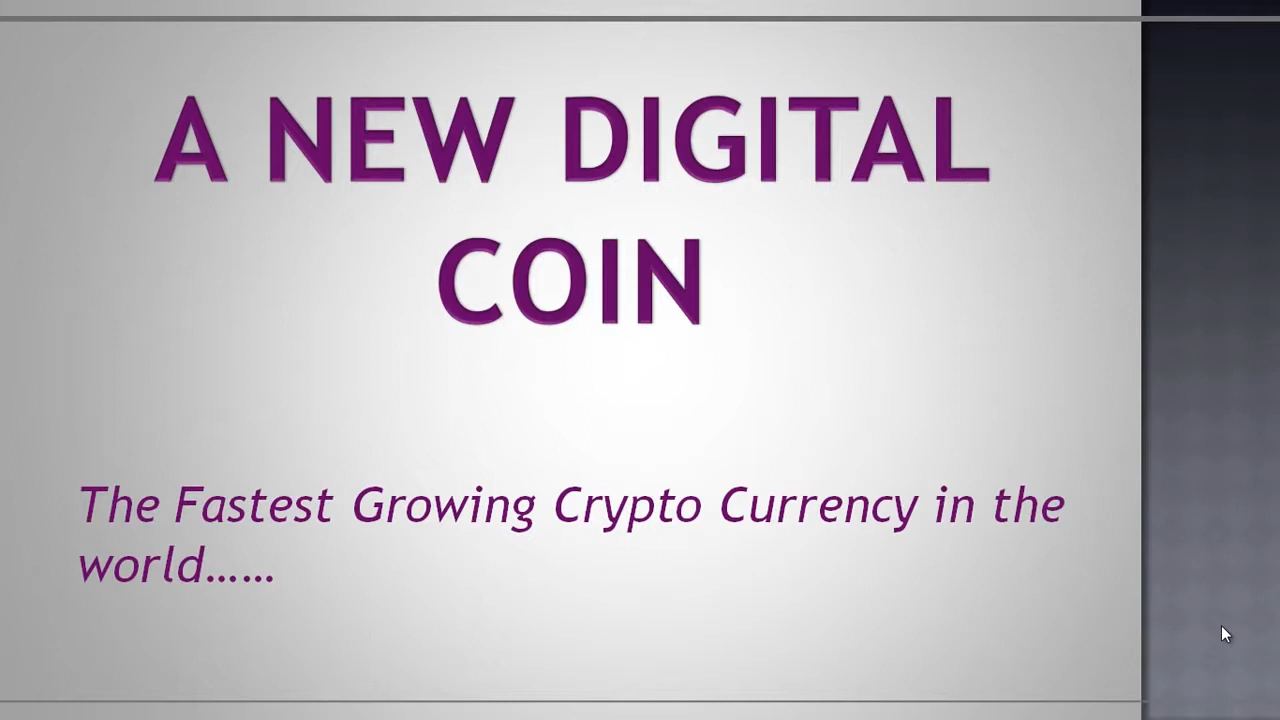 A NEW DIGITAL
COIN
The Fastest Growing Crypto Currency in the
world……